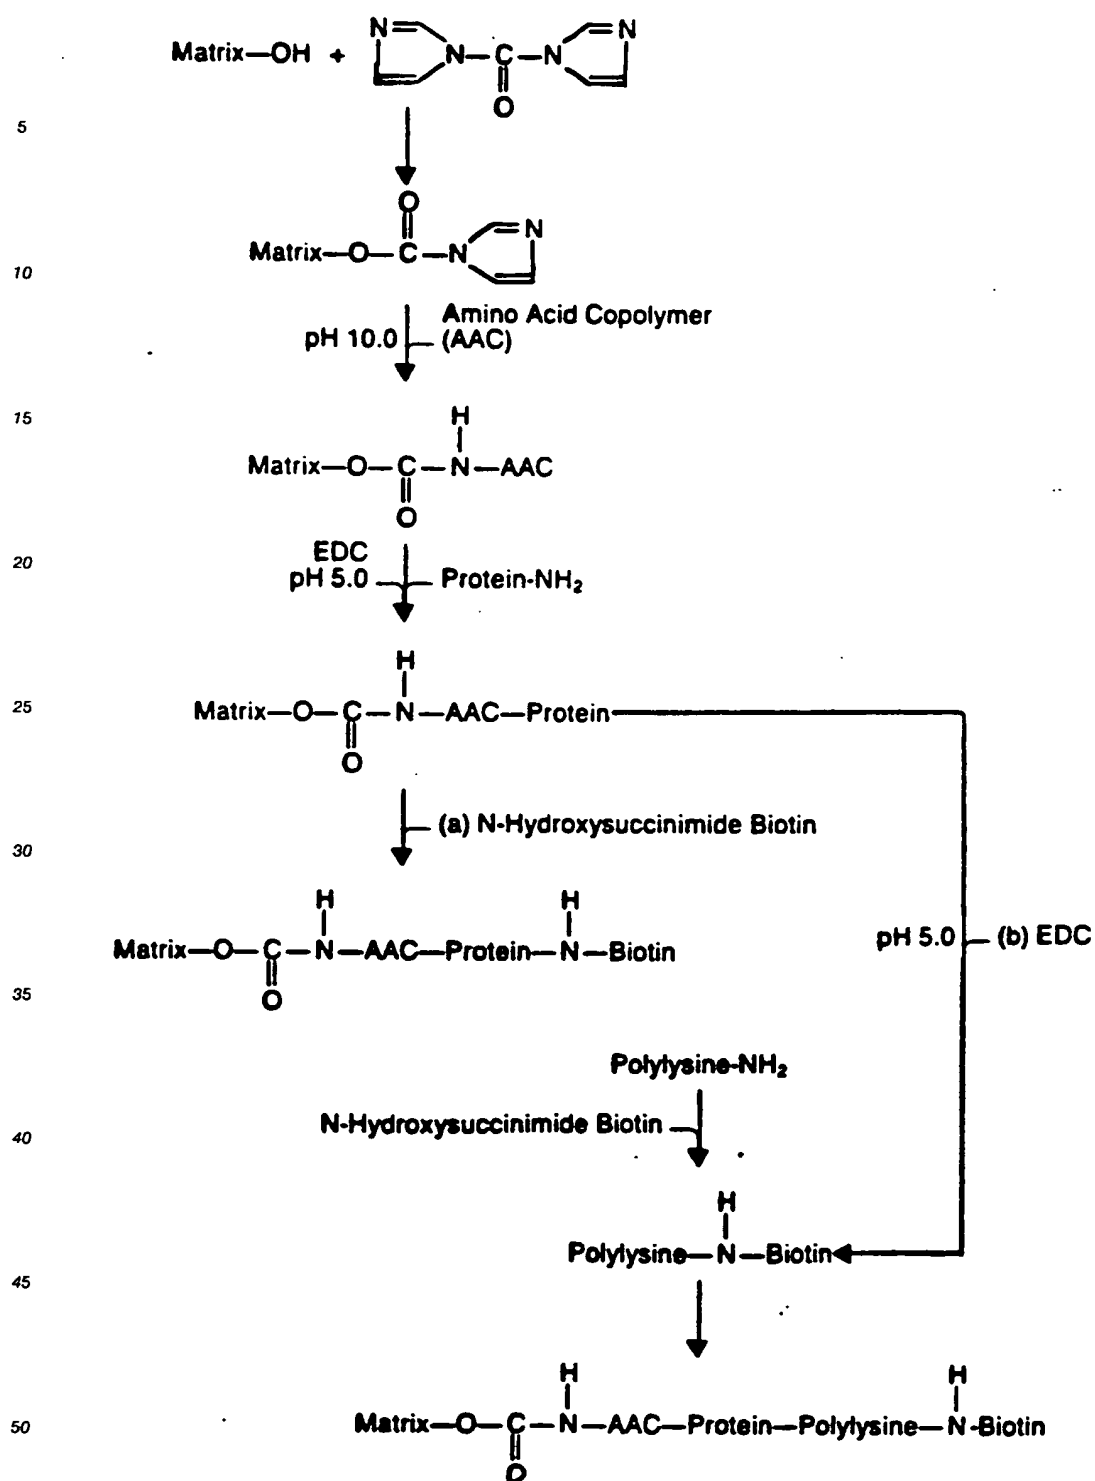 Matrix—OH +
N N—C—N N
O
5
O
Matrix—O—C—N N
10
Amino Acid Copolymer
pH 10.0 (AAC)
15
H
Matrix—O—C—N—AAC
O
EDC
20
pH 5.0 Protein-NH₂
H
25
Matrix—O—C—N—AAC—Protein
O
(a) N-Hydroxysuccinimide Biotin
30
H H
pH 5.0 (b) EDC
Matrix—O—C—N—AAC—Protein—N—Biotin
O
35
Polylysine-NH₂
N-Hydroxysuccinimide Biotin
40
H
Polylysine—N—Biotin
45
H H
50
Matrix—O—C—N—AAC—Protein—Polylysine—N-Biotin
O